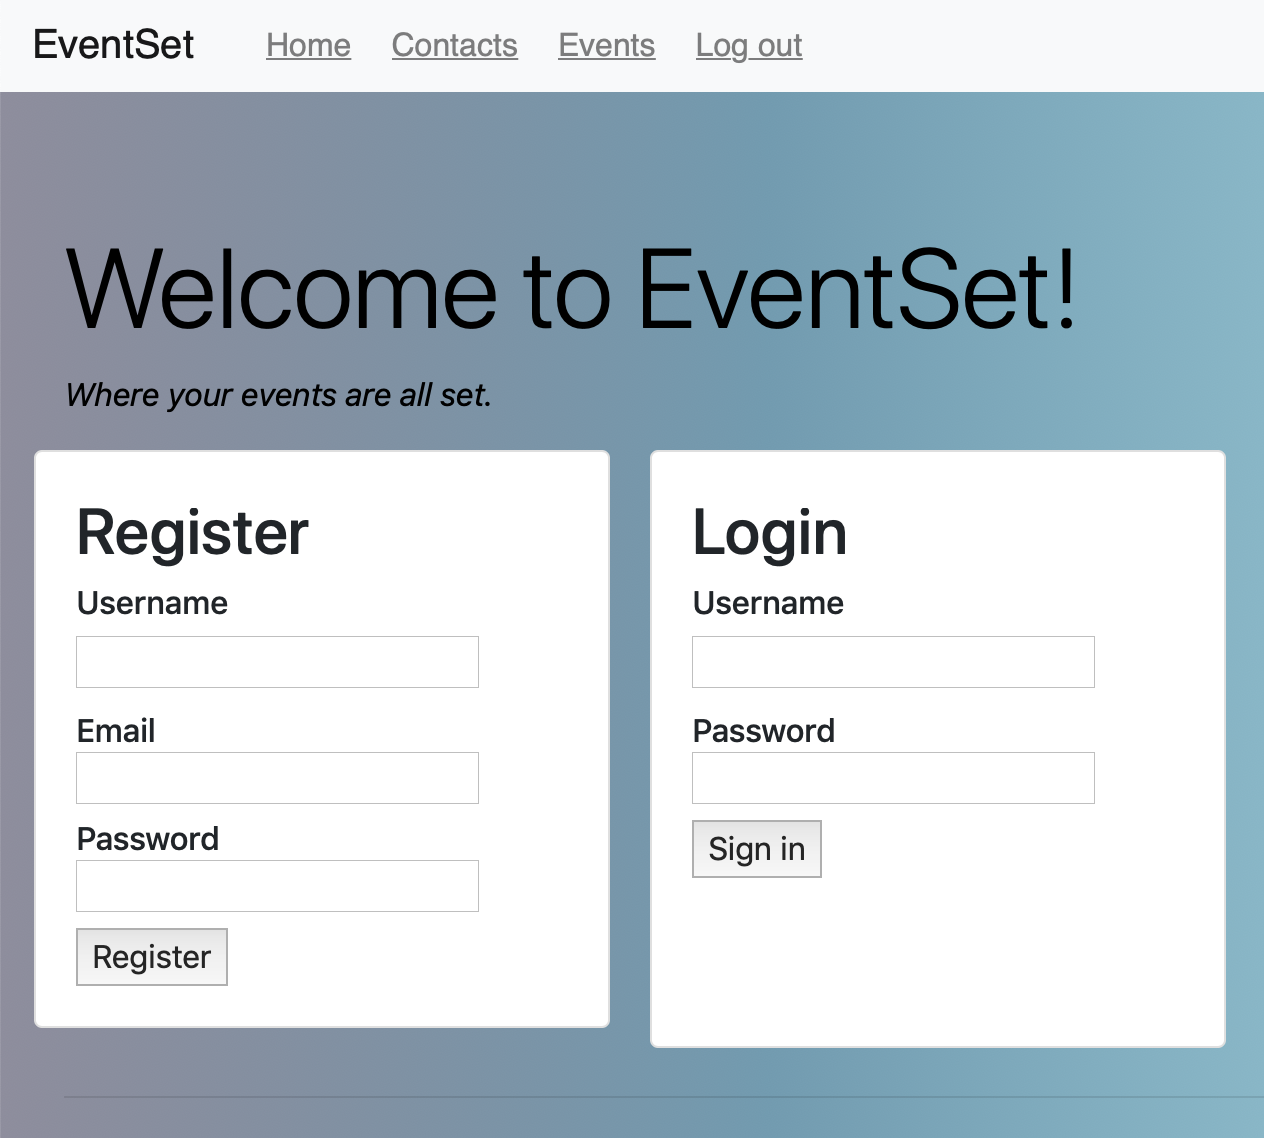 EventSet Home Contacts Events Log out
Welcome to EventSet!
Where your events are all set.
Register
Username
Email
Password
Register
Login
Username
Password
Sign in